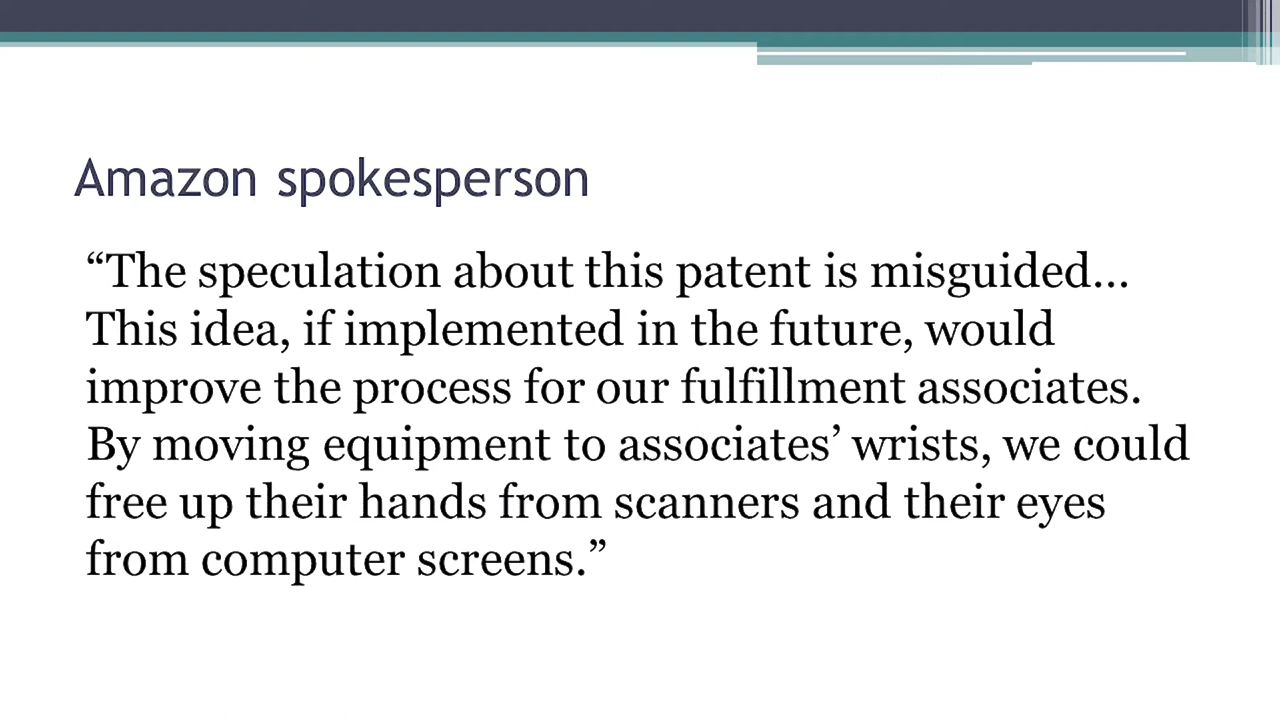 Amazon spokesperson
“The speculation about this patent is misguided…
This idea, if implemented in the future, would
improve the process for our fulfillment associates.
By moving equipment to associates’ wrists, we could
free up their hands from scanners and their eyes
from computer screens.”